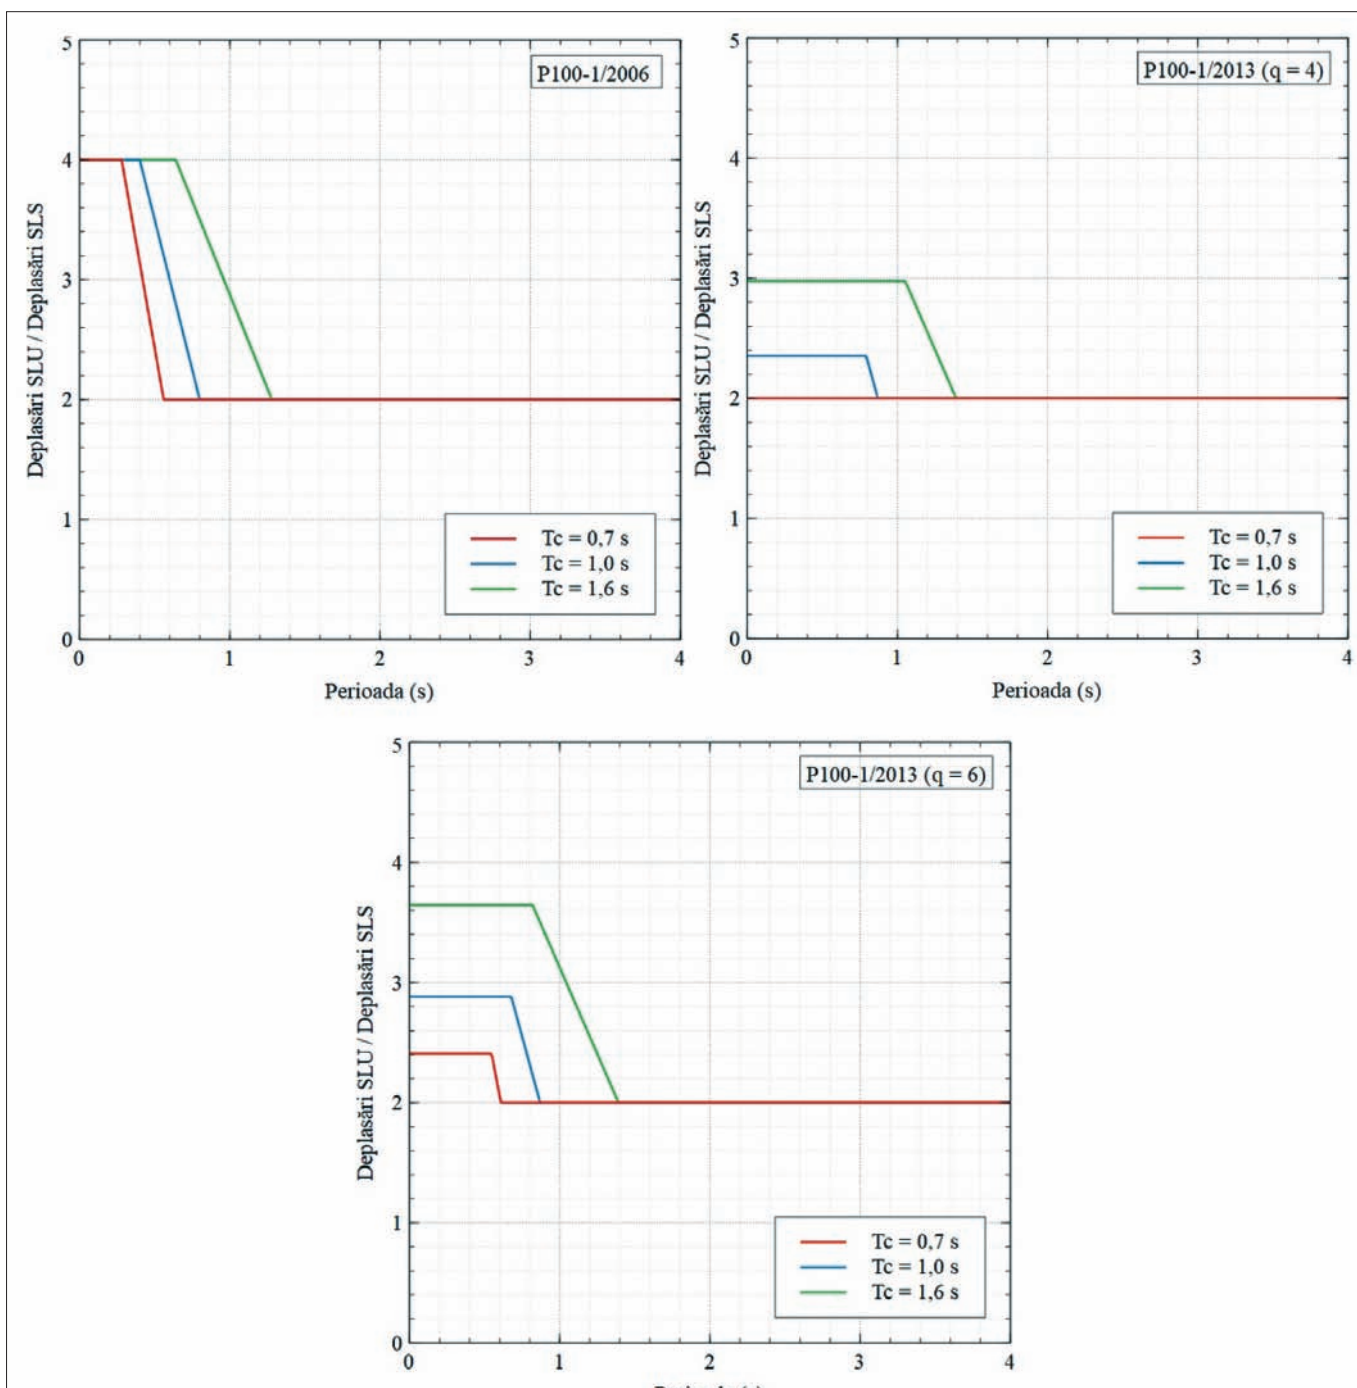 P100-1/2006
5
4
3
2
1
0
0 1 2 3 4
Deplasări SLU / Deplasări SLS
Perioada (s)
Tc = 0,7 s
Tc = 1,0 s
Tc = 1,6 s
P100-1/2013 (q = 4)
5
4
3
2
1
0
0 1 2 3 4
Deplasări SLU / Deplasări SLS
Perioada (s)
Tc = 0,7 s
Tc = 1,0 s
Tc = 1,6 s
P100-1/2013 (q = 6)
5
4
3
2
1
0
0 1 2 3 4
Deplasări SLU / Deplasări SLS
Tc = 0,7 s
Tc = 1,0 s
Tc = 1,6 s